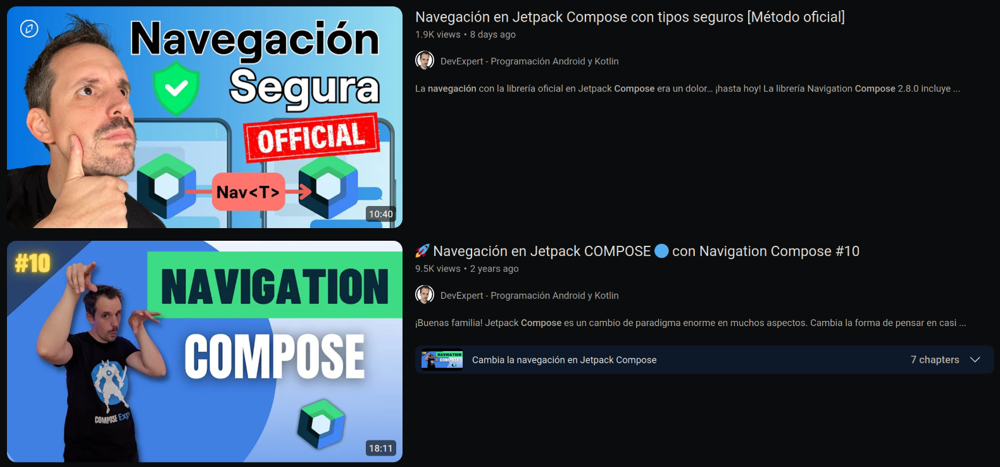 Navegación
Segura
OFFICIAL
Nav<T>
10:40
Navegación en Jetpack Compose con tipos seguros [Método oficial]
1.9K views • 8 days ago
DevExpert - Programación Android y Kotlin
La navegación con la librería oficial en Jetpack Compose era un dolor... ¡hasta hoy! La librería Navigation Compose 2.8.0 incluye ...
#10
NAVIGATION
COMPOSE
COMPOSE Exp
18:11
🚀 Navegación en Jetpack COMPOSE 🔵 con Navigation Compose #10
9.5K views • 2 years ago
DevExpert - Programación Android y Kotlin
¡Buenas familia! Jetpack Compose es un cambio de paradigma enorme en muchos aspectos. Cambia la forma de pensar en casi ...
NAVIGATION
COMPOSE
Cambia la navegación en Jetpack Compose
7 chapters